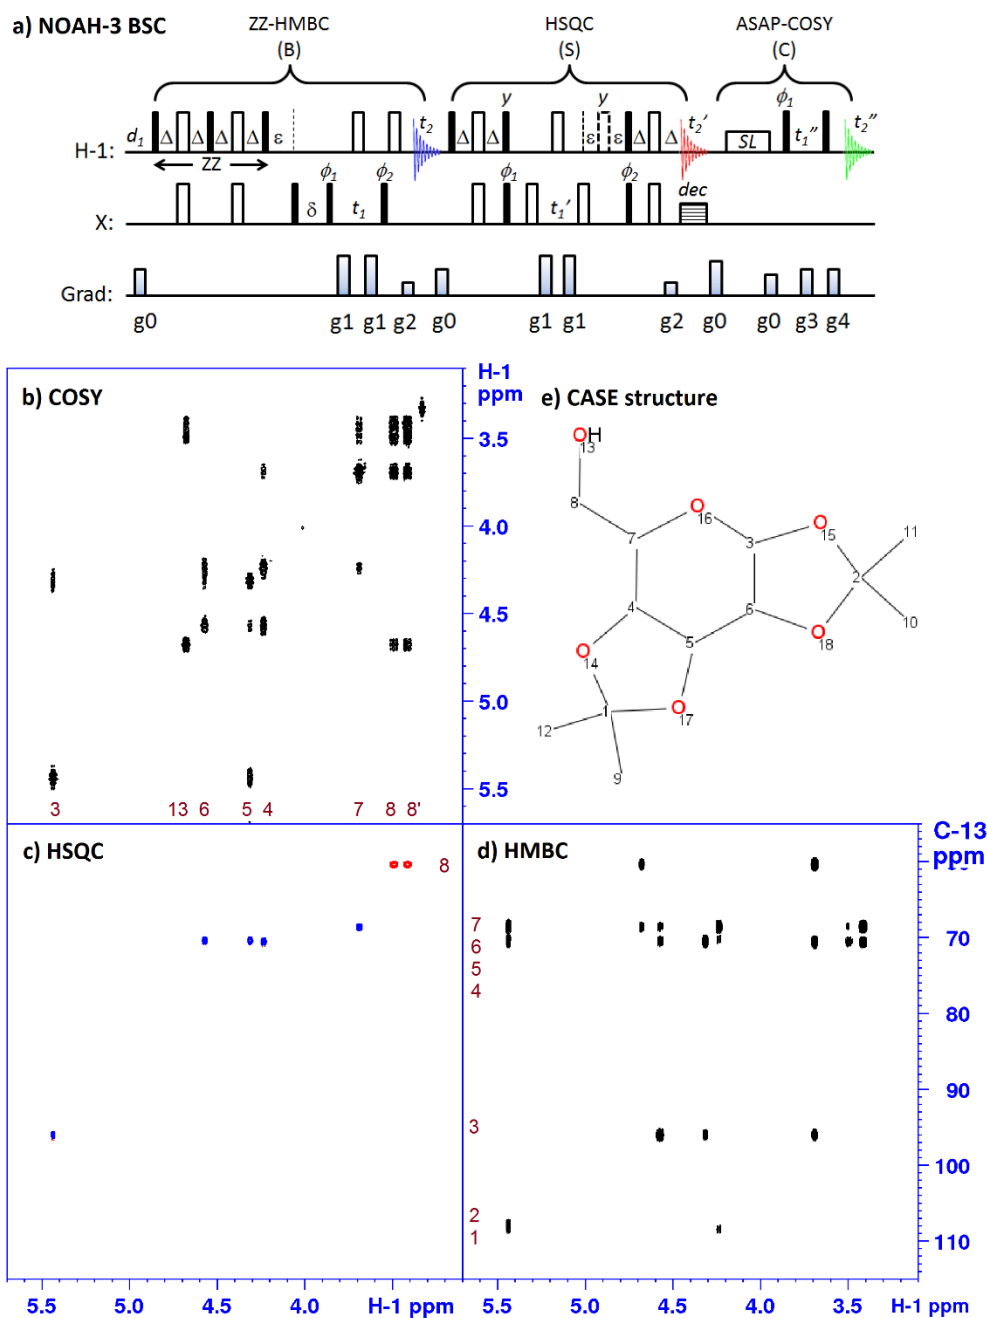 a) NOAH-3 BSC
ZZ-HMBC
(B)
HSQC
(S)
ASAP-COSY
(C)
d1 Δ Δ Δ Δ ε t2 Δ Δ y ε y ε Δ Δ t2' SL ϕ1 t1'' t2''
H-1:
ZZ
ϕ1 ϕ2 ϕ1 ϕ2 dec
X: δ t1 t1'
Grad:
g0 g1 g1 g2 g0 g1 g1 g2 g0 g0 g3 g4
b) COSY
H-1
ppm
3.5
4.0
4.5
5.0
5.5
3 13 6 5 4 7 8 8'
e) CASE structure
OH
13
8
O
16
7
3
O
15
11
2
4
6
10
O
18
5
O
14
1
O
17
12
9
c) HSQC
8
d) HMBC
C-13
ppm
7
6
5
4
3
2
1
70
80
90
100
110
5.5 5.0 4.5 4.0 H-1 ppm
5.5 5.0 4.5 4.0 3.5 H-1 ppm